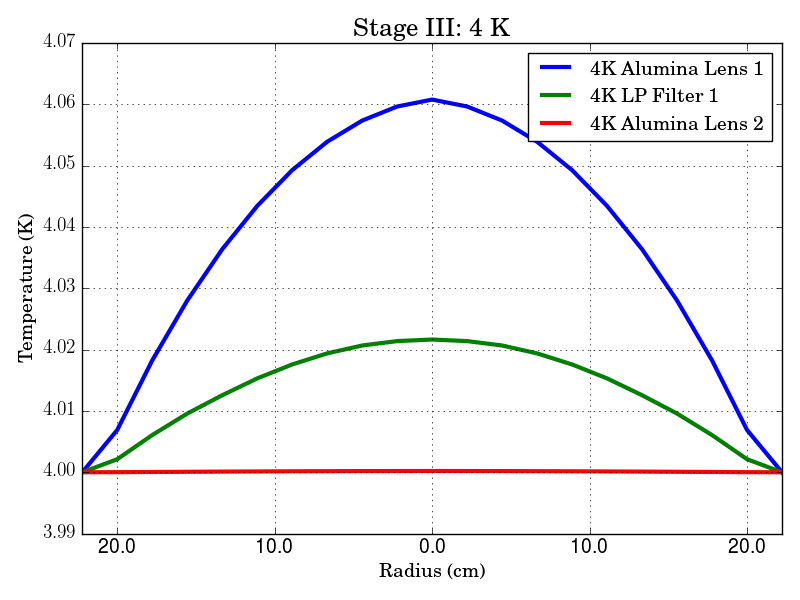 Stage III: 4 K
4.07
4.06
4.05
4.04
4.03
4.02
4.01
4.00
3.99
Temperature (K)
4K Alumina Lens 1
4K LP Filter 1
4K Alumina Lens 2
20.0 10.0 0.0 10.0 20.0
Radius (cm)